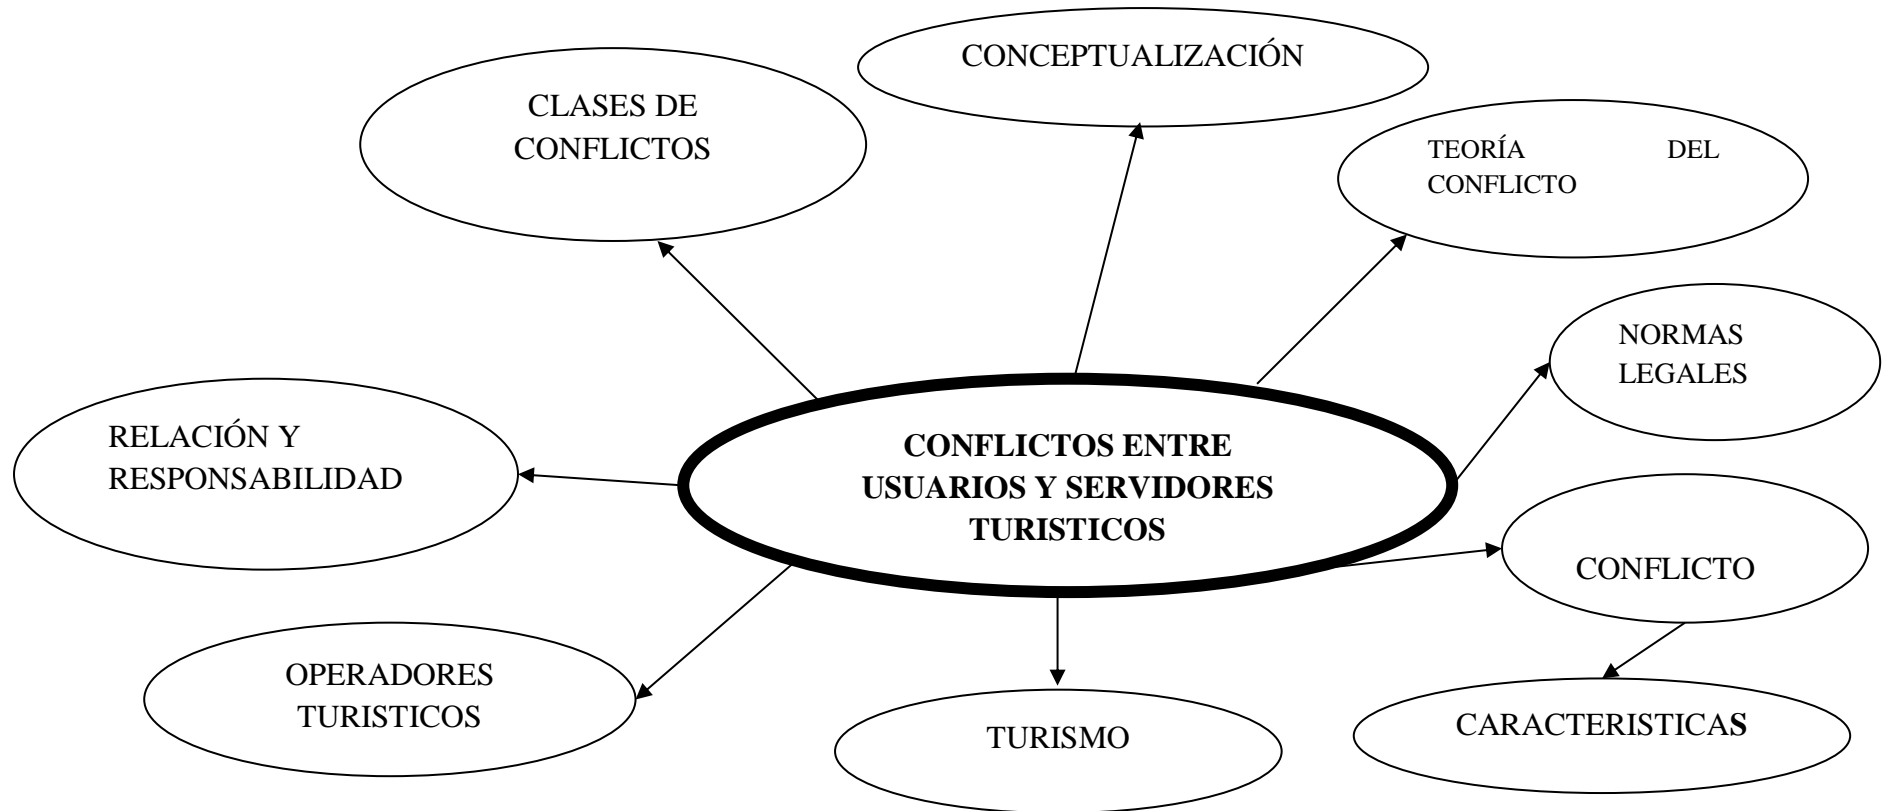 CONCEPTUALIZACIÓN
CLASES DE
CONFLICTOS
TEORÍA DEL
CONFLICTO
NORMAS
LEGALES
RELACIÓN Y
RESPONSABILIDAD
CONFLICTOS ENTRE
USUARIOS Y SERVIDORES
TURISTICOS
CONFLICTO
OPERADORES
TURISTICOS
TURISMO
CARACTERISTICAS